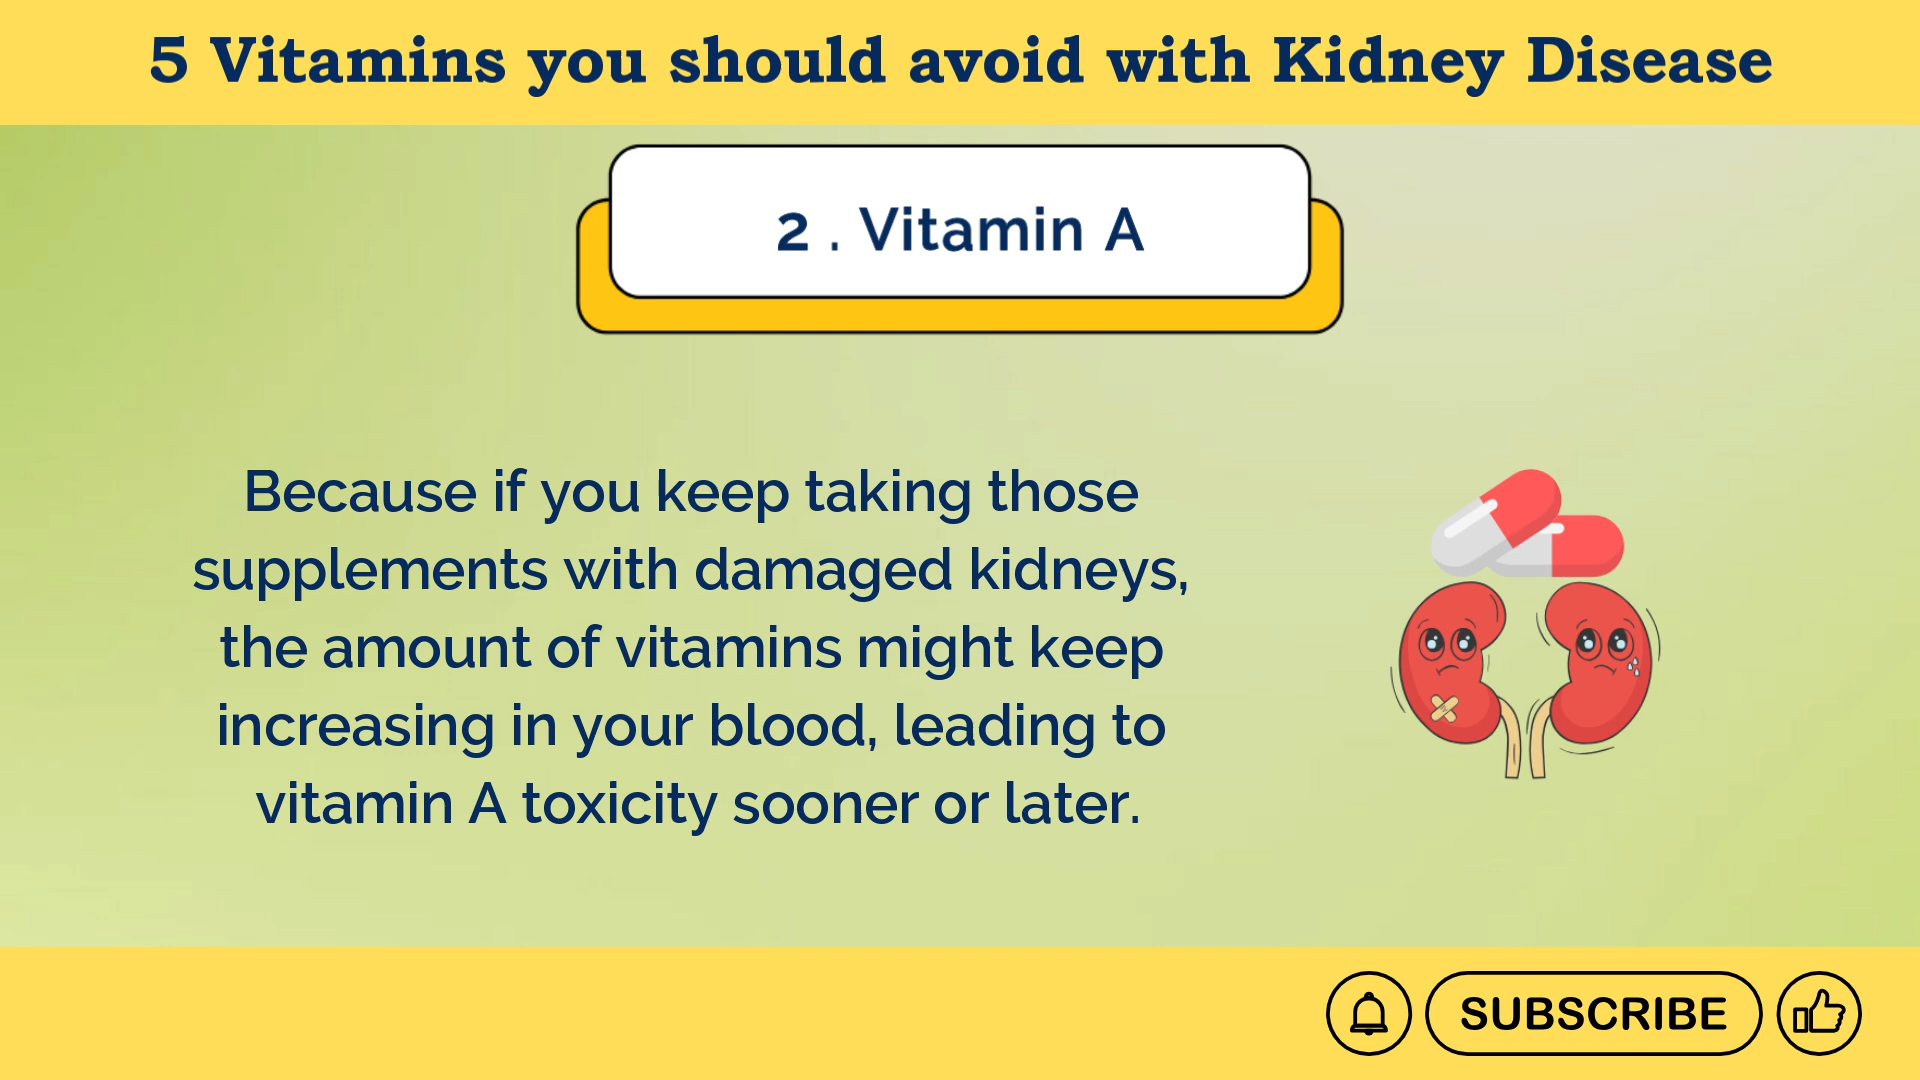 5 Vitamins you should avoid with Kidney Disease
2 . Vitamin A
Because if you keep taking those
supplements with damaged kidneys,
the amount of vitamins might keep
increasing in your blood, leading to
vitamin A toxicity sooner or later.
SUBSCRIBE